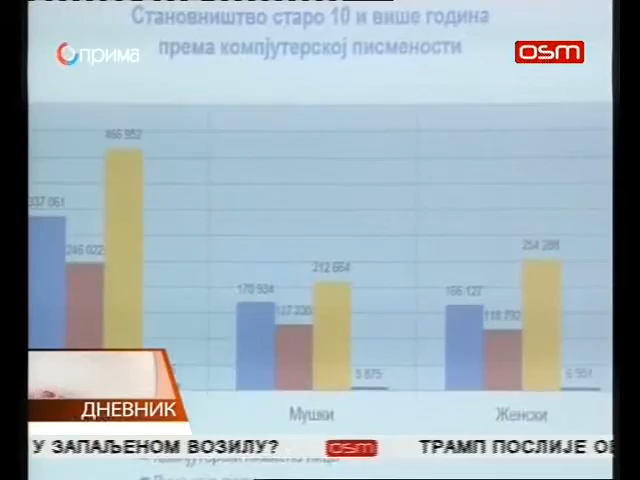 Становништво старо 10 и више година
према компјутерској писмености
прима
OSM
466 952
337 061
246 022
170 934
127 230
212 664
5 875
166 127
118 792
254 288
6 951
Мушки
Женски
ДНЕВНИК
У ЗАПАЉЕНОМ ВОЗИЛУ? OSM ТРАМП ПОСЛИЈЕ